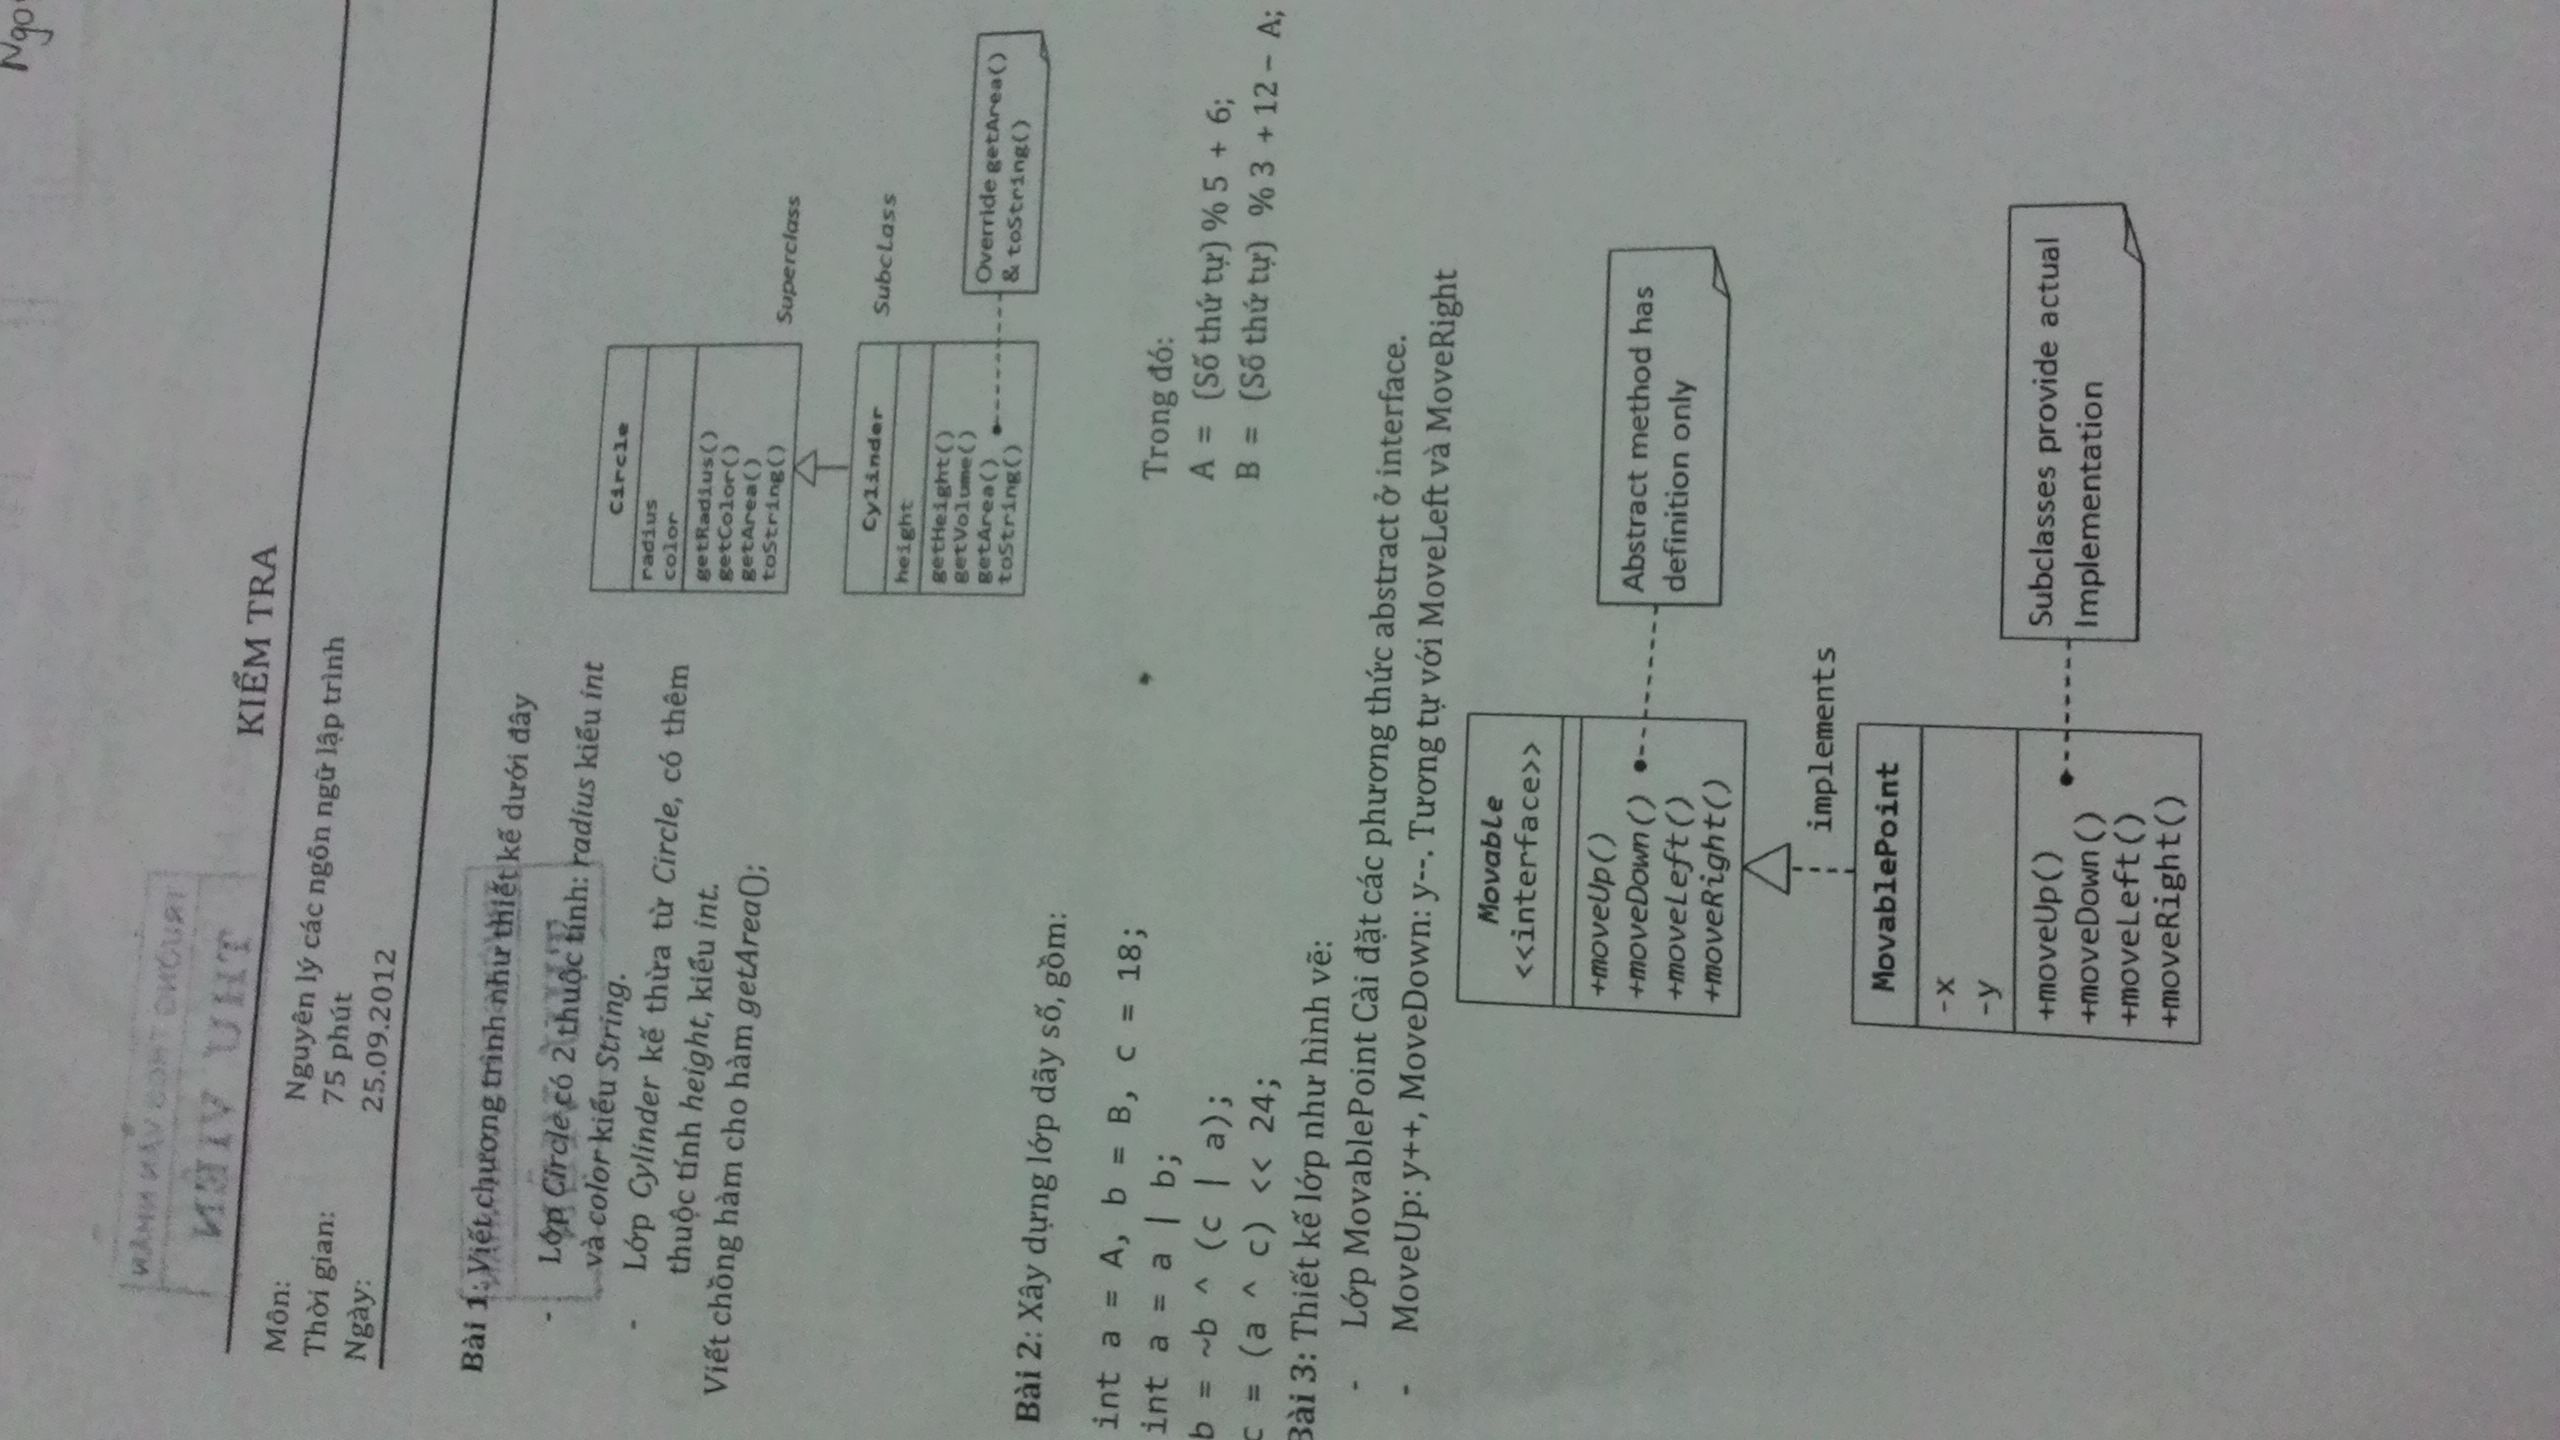 Ngo
TRƯỜNG THCS VĂN NHÂN
THƯ VIỆN
KIỂM TRA
Môn: Nguyên lý các ngôn ngữ lập trình
Thời gian: 75 phút
Ngày: 25.09.2012
Bài 1: Viết chương trình như thiết kế dưới đây
- Lớp Circle có 2 thuộc tính: radius kiểu int
và color kiểu String.
- Lớp Cylinder kế thừa từ Circle, có thêm
thuộc tính height, kiểu int.
Viết chồng hàm cho hàm getArea();
Circle
radius
color
getRadius()
getColor()
getArea()
toString()
Superclass
Cylinder
Subclass
height
getHeight()
getVolume()
getArea()
toString()
Override getArea()
& toString()
Bài 2: Xây dựng lớp dãy số, gồm:
int a = A, b = B, c = 18;
int a = a | b;
b = ~b ^ (c | a);
c = (a ^ c) << 24;
Trong đó:
A = (Số thứ tự) % 5 + 6;
B = (Số thứ tự) % 3 + 12 – A;
Bài 3: Thiết kế lớp như hình vẽ:
- Lớp MovablePoint Cài đặt các phương thức abstract ở interface.
- MoveUp: y++, MoveDown: y--. Tương tự với MoveLeft và MoveRight
Movable
<<interface>>
+moveUp()
+moveDown()
+moveLeft()
+moveRight()
Abstract method has
definition only
implements
MovablePoint
-x
-y
+moveUp()
+moveDown()
+moveLeft()
+moveRight()
Subclasses provide actual
Implementation